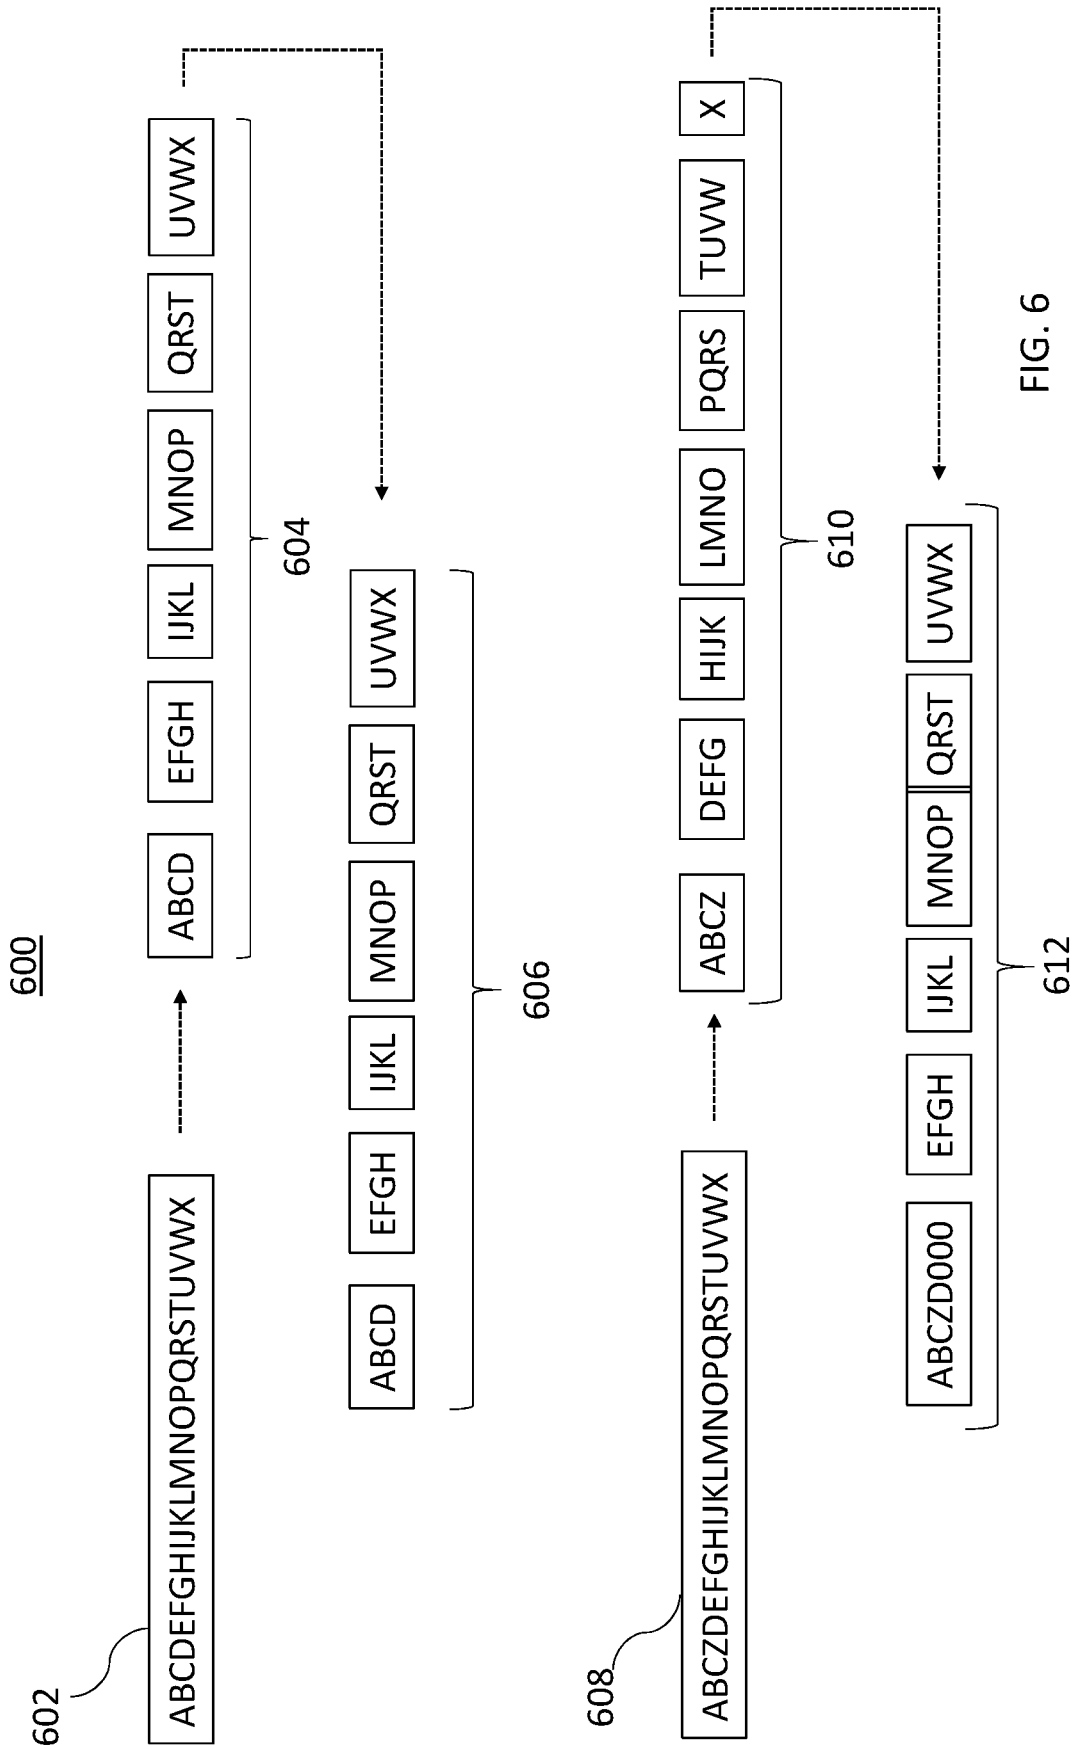 600
602
ABCDEFGHIJKLMNOPQRSTUVWX
ABCD EFGH IJKL MNOP QRST UVWX
604
ABCD EFGH IJKL MNOP QRST UVWX
606
608
ABCZDEFGHIJKLMNOPQRSTUVWX
ABCZ DEFG HIJK LMNO PQRS TUVW X
610
ABCZD000 EFGH IJKL MNOP QRST UVWX
612
FIG. 6